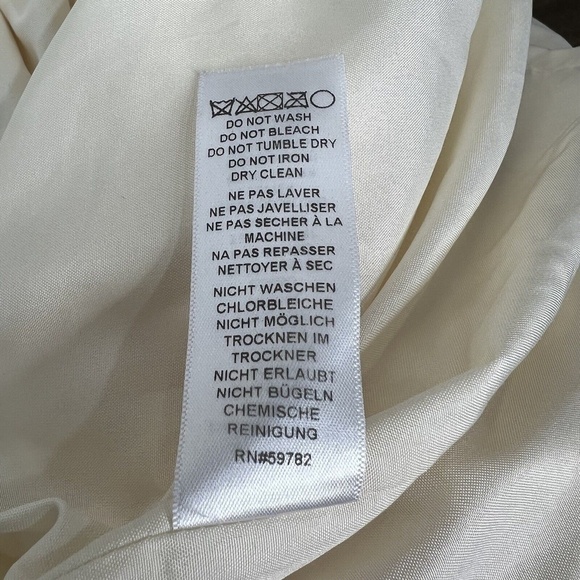 DO NOT WASH
DO NOT BLEACH
DO NOT TUMBLE DRY
DO NOT IRON
DRY CLEAN
NE PAS LAVER
NE PAS JAVELLISER
NE PAS SECHER À LA
MACHINE
NA PAS REPASSER
NETTOYER À SEC
NICHT WASCHEN
CHLORBLEICHE
NICHT MÖGLICH
TROCKNEN IM
TROCKNER
NICHT ERLAUBT
NICHT BÜGELN
CHEMISCHE
REINIGUNG
RN#59782